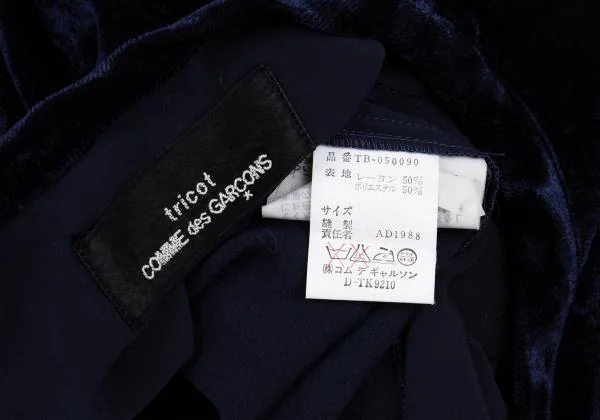 tricot
COMME des GARÇONS
品番 TB-050090
表地 レーヨン 50%
ポリエステル 50%
サイズ
縫製
責任者 AD1988
㈱コム デ ギャルソン
D-TK9210